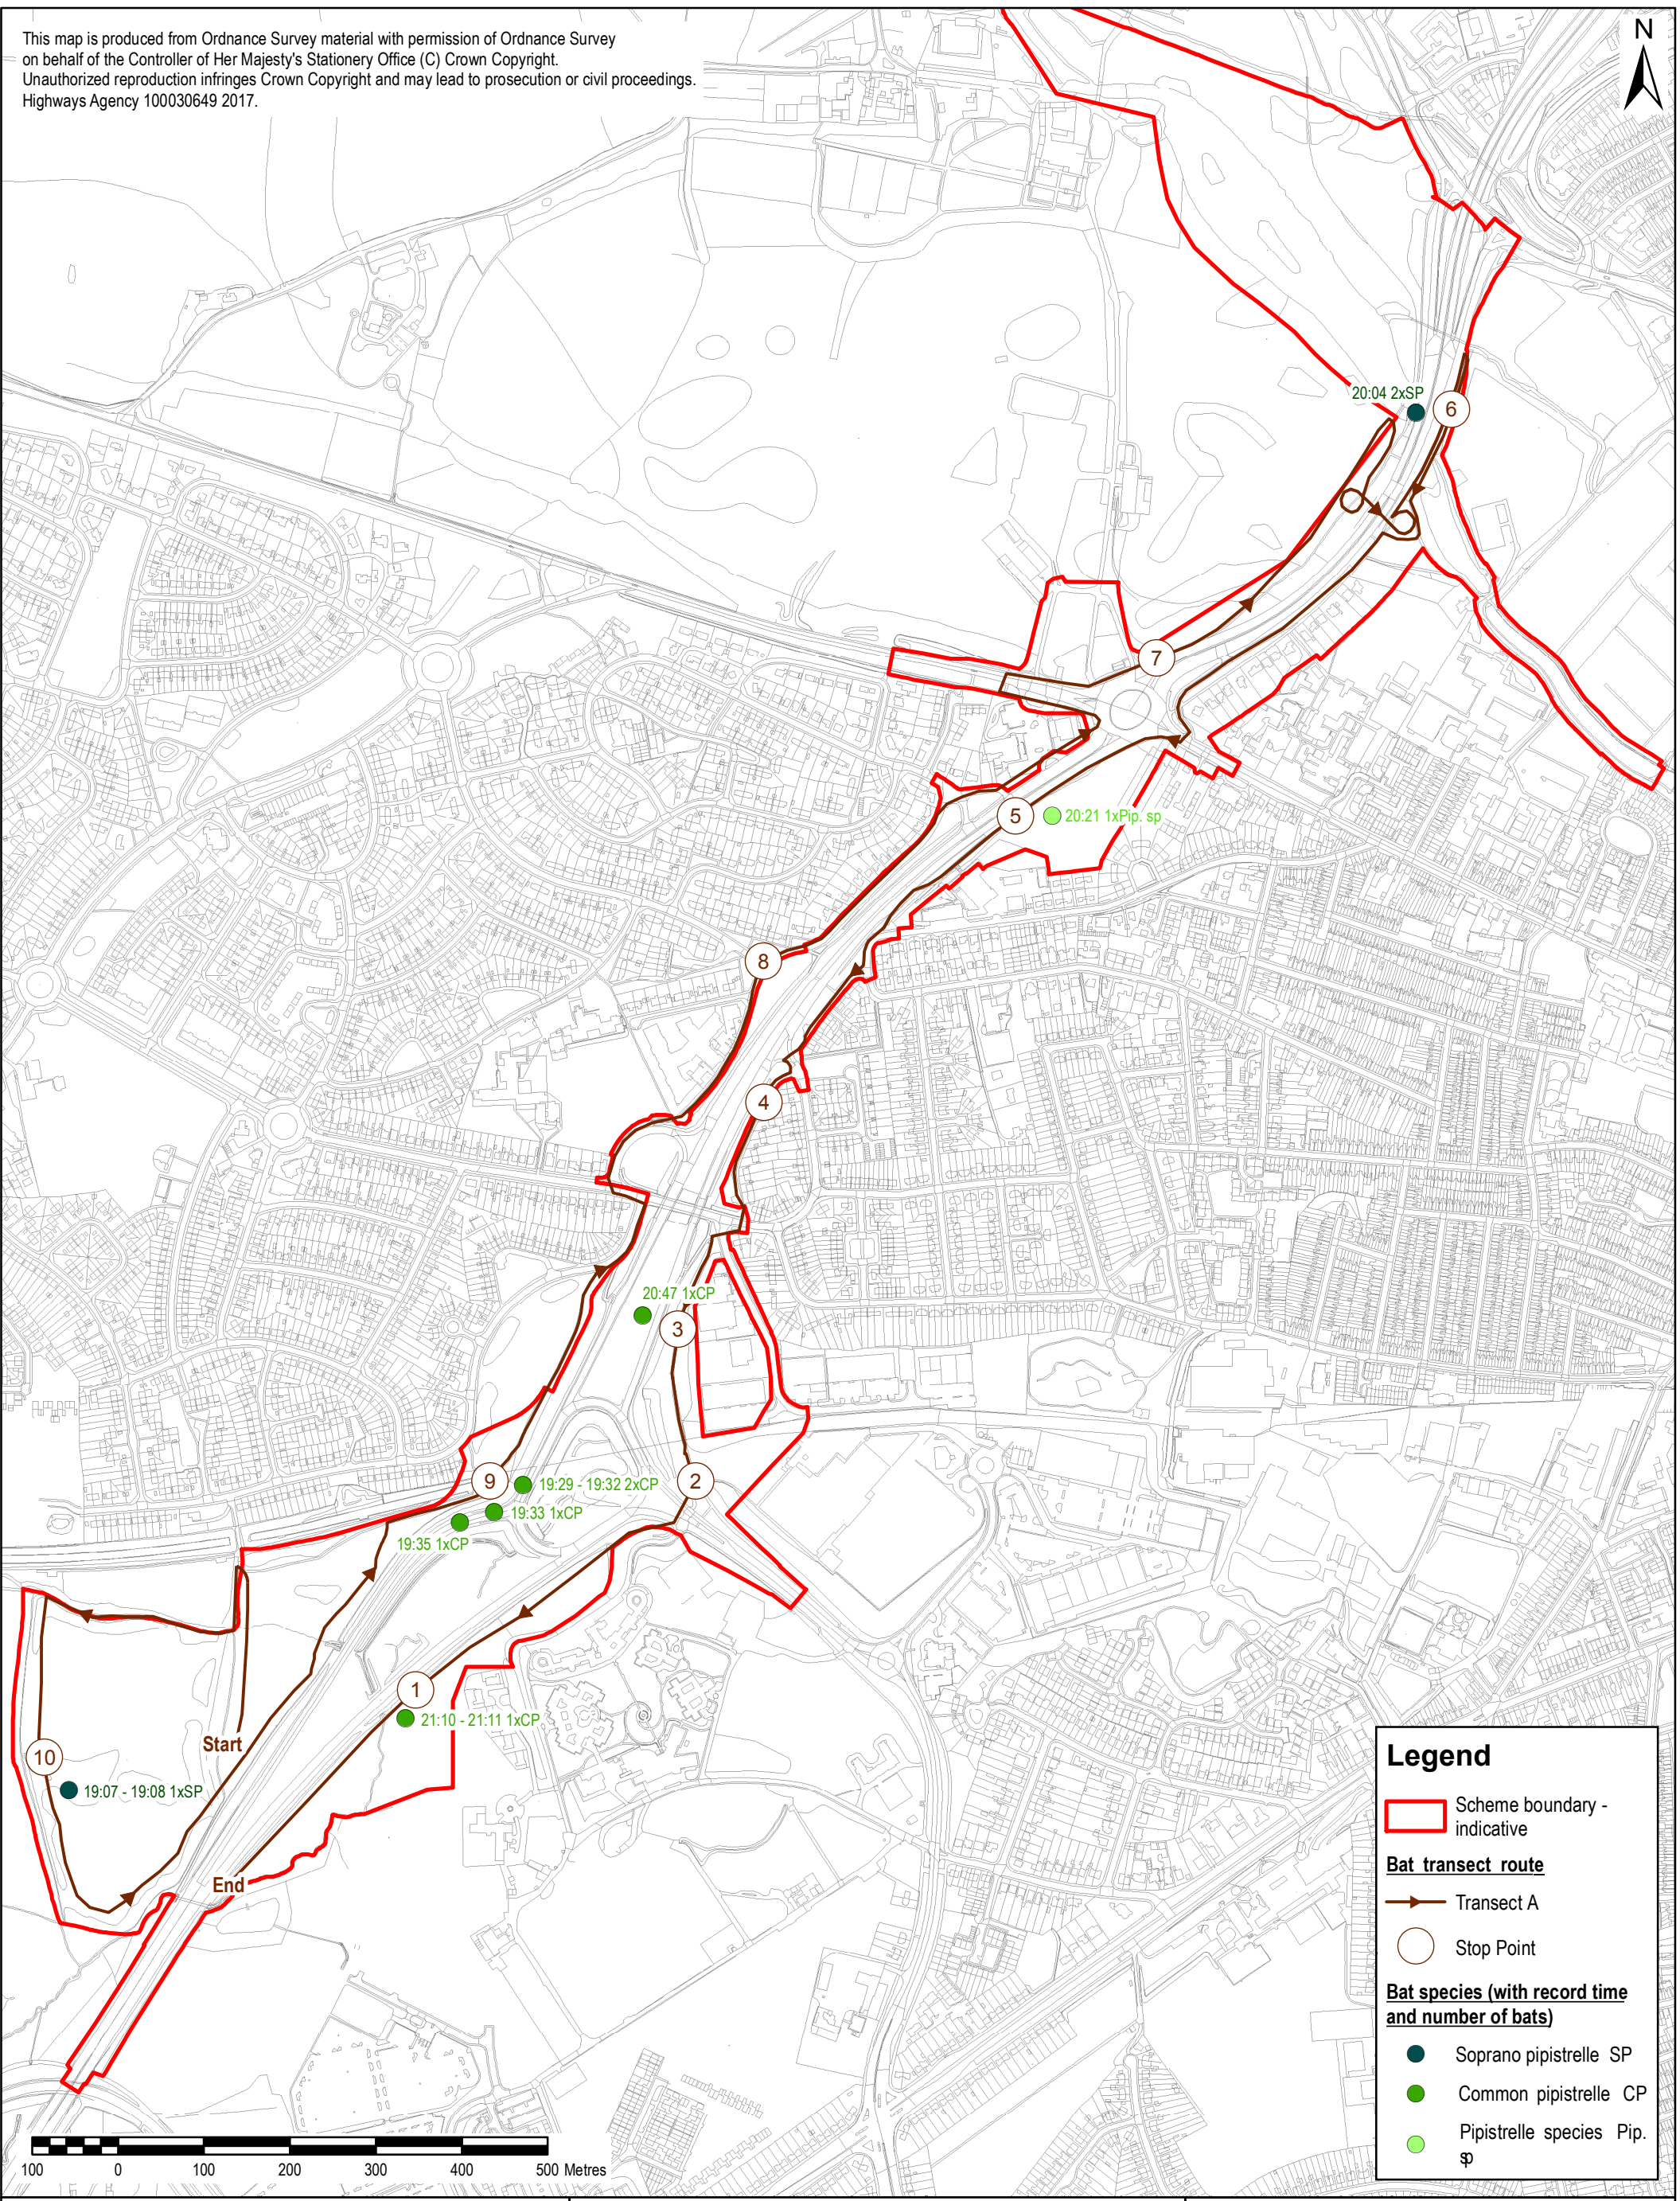 This map is produced from Ordnance Survey material with permission of Ordnance Survey
on behalf of the Controller of Her Majesty's Stationery Office (C) Crown Copyright.
Unauthorized reproduction infringes Crown Copyright and may lead to prosecution or civil proceedings.
Highways Agency 100030649 2017.
N
20:04 2xSP
6
7
5
20:21 1xPip. sp
8
4
20:47 1xCP
3
9
19:29 - 19:32 2xCP
2
19:33 1xCP
19:35 1xCP
1
21:10 - 21:11 1xCP
Start
10
19:07 - 19:08 1xSP
End
Legend
Scheme boundary -
indicative
Bat transect route
Transect A
Stop Point
Bat species (with record time
and number of bats)
Soprano pipistrelle SP
Common pipistrelle CP
Pipistrelle species Pip.
sp
100 0 100 200 300 400 500 Metres